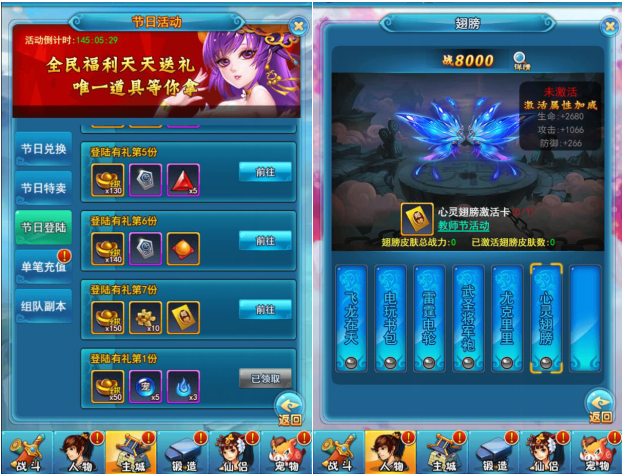 节日活动
活动倒计时:145:05:29
全民福利天天送礼
唯一道具等你拿
节日兑换
节日特卖
节日登陆
单笔充值
组队副本
登陆有礼第5份
x130
x5
前往
登陆有礼第6份
x140
前往
登陆有礼第7份
x150
x10
前往
登陆有礼第1份
x50
宠
x5
x3
已领取
返回
战斗
人物
主城
锻造
仙侣
宠物
翅膀
战8000
未激活
激活属性加成
生命:+2680
攻击:+1066
防御:+266
心灵翅膀激活卡
教师节活动
翅膀皮肤总战力:0 已激活翅膀皮肤数:0
飞龙在天
电玩书包
雷霆电轮
武圣将军袍
尤克里里
心灵翅膀
返回
战斗
人物
主城
锻造
仙侣
宠物